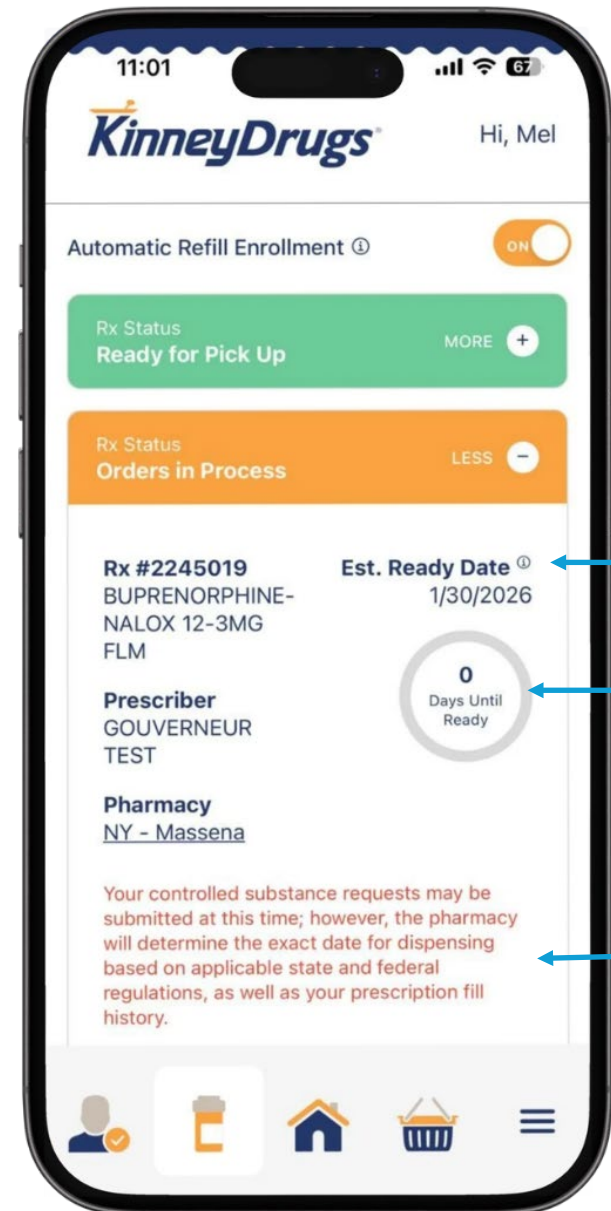 11:01
67
KinneyDrugs
Hi, Mel
Automatic Refill Enrollment ⓘ
ON
Rx Status
Ready for Pick Up
MORE +
Rx Status
Orders in Process
LESS −
Rx #2245019
BUPRENORPHINE-
NALOX 12-3MG
FLM
Est. Ready Date ⓘ
1/30/2026
0
Days Until
Ready
Prescriber
GOUVERNEUR
TEST
Pharmacy
NY - Massena
Your controlled substance requests may be
submitted at this time; however, the pharmacy
will determine the exact date for dispensing
based on applicable state and federal
regulations, as well as your prescription fill
history.